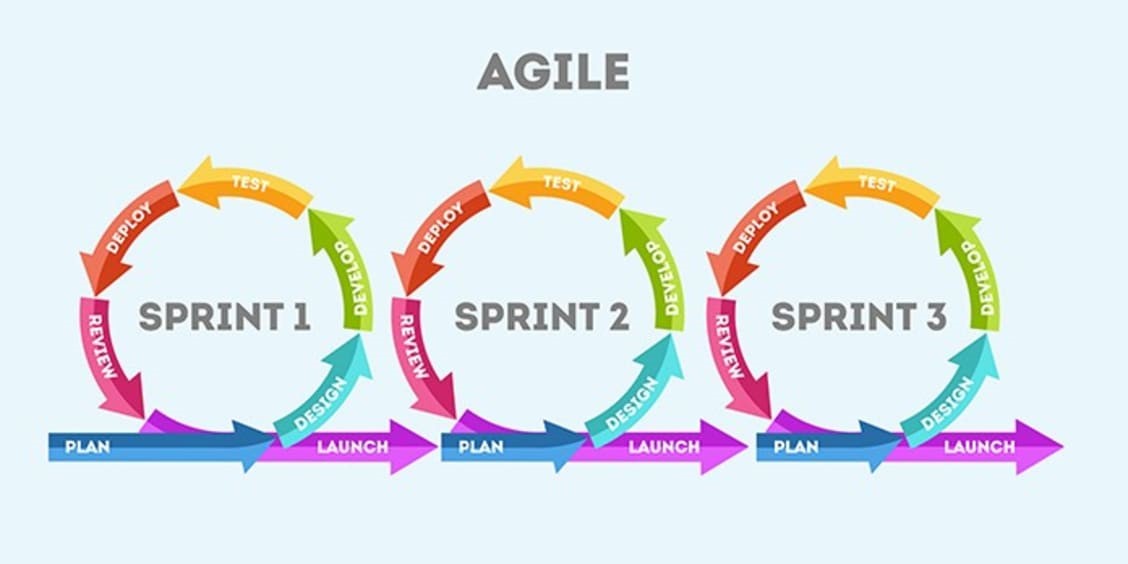 AGILE
TEST
DEPLOY
DEVELOP
SPRINT 1
REVIEW
DESIGN
PLAN
LAUNCH
TEST
DEPLOY
DEVELOP
SPRINT 2
REVIEW
DESIGN
PLAN
LAUNCH
TEST
DEPLOY
DEVELOP
SPRINT 3
REVIEW
DESIGN
PLAN
LAUNCH